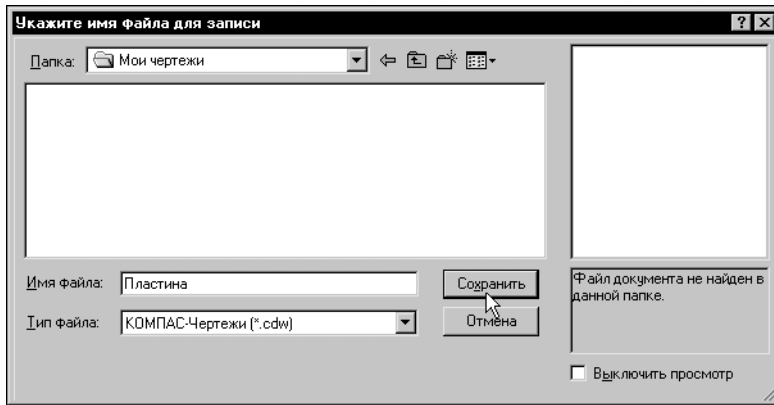 Укажите имя файла для записи
Папка: Мои чертежи
Имя файла: Пластина Сохранить
Тип файла: КОМПАС-Чертежи (*.cdw) Отмена
Файл документа не найден в
данной папке.
Выключить просмотр